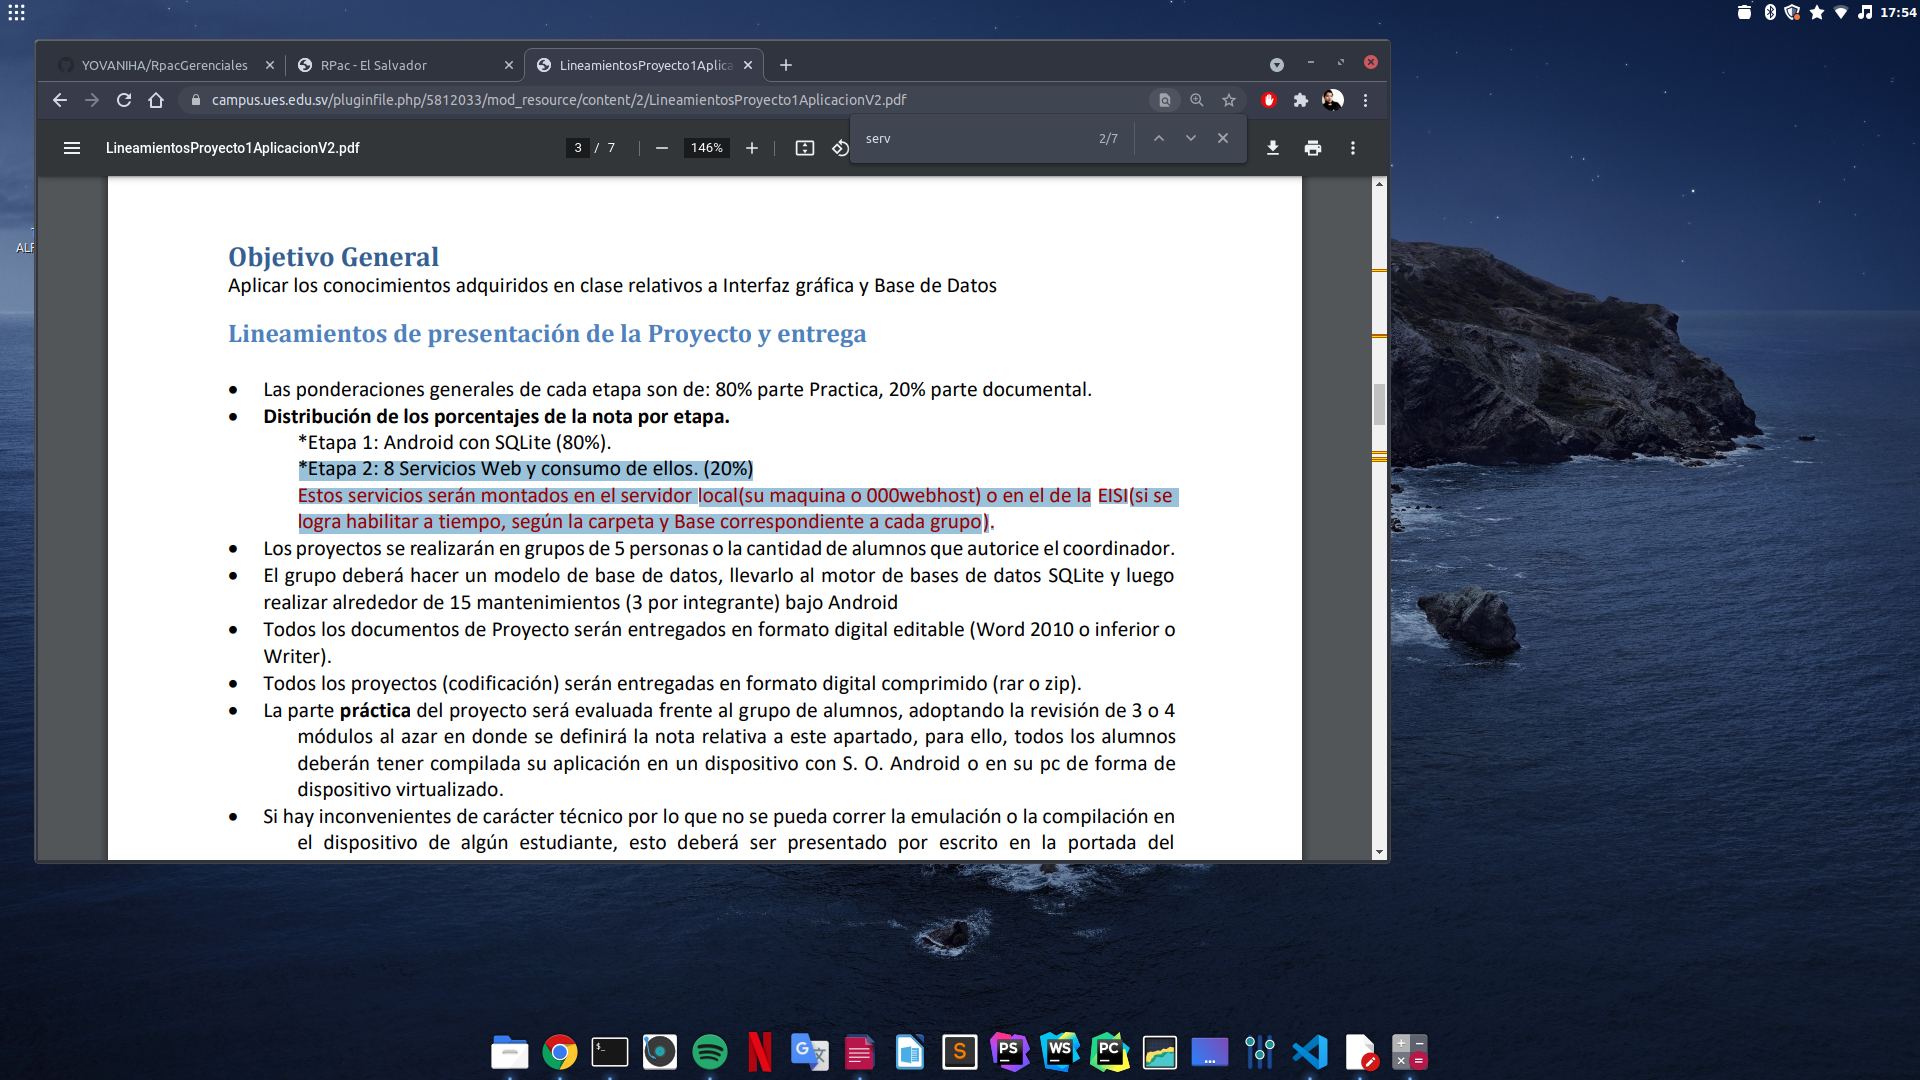 17:54
YOVANIHA/RpacGerenciales
RPac - El Salvador
LineamientosProyecto1Aplica
campus.ues.edu.sv/pluginfile.php/5812033/mod_resource/content/2/LineamientosProyecto1AplicacionV2.pdf
serv 2/7
LineamientosProyecto1AplicacionV2.pdf
3 / 7
146%
Objetivo General
Aplicar los conocimientos adquiridos en clase relativos a Interfaz gráfica y Base de Datos
Lineamientos de presentación de la Proyecto y entrega
• Las ponderaciones generales de cada etapa son de: 80% parte Practica, 20% parte documental.
• Distribución de los porcentajes de la nota por etapa.
*Etapa 1: Android con SQLite (80%).
*Etapa 2: 8 Servicios Web y consumo de ellos. (20%)
Estos servicios serán montados en el servidor local(su maquina o 000webhost) o en el de la EISI(si se
logra habilitar a tiempo, según la carpeta y Base correspondiente a cada grupo).
• Los proyectos se realizarán en grupos de 5 personas o la cantidad de alumnos que autorice el coordinador.
• El grupo deberá hacer un modelo de base de datos, llevarlo al motor de bases de datos SQLite y luego
realizar alrededor de 15 mantenimientos (3 por integrante) bajo Android
• Todos los documentos de Proyecto serán entregados en formato digital editable (Word 2010 o inferior o
Writer).
• Todos los proyectos (codificación) serán entregadas en formato digital comprimido (rar o zip).
• La parte práctica del proyecto será evaluada frente al grupo de alumnos, adoptando la revisión de 3 o 4
módulos al azar en donde se definirá la nota relativa a este apartado, para ello, todos los alumnos
deberán tener compilada su aplicación en un dispositivo con S. O. Android o en su pc de forma de
dispositivo virtualizado.
• Si hay inconvenientes de carácter técnico por lo que no se pueda correr la emulación o la compilación en
el dispositivo de algún estudiante, esto deberá ser presentado por escrito en la portada del
PS
WS
PC